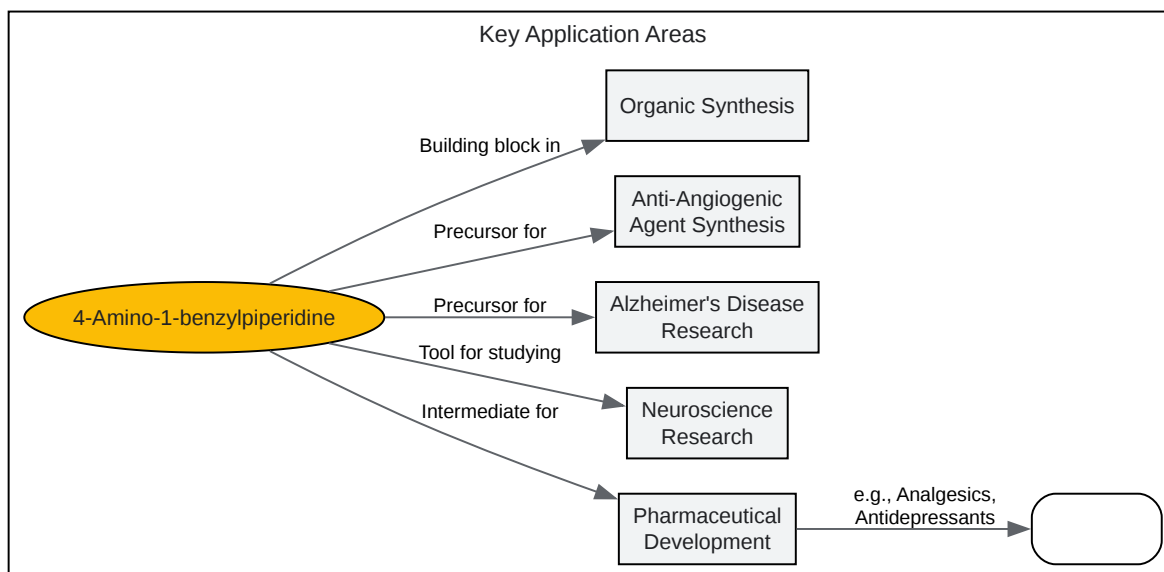 Key Application Areas
Organic Synthesis
Building block in
Anti-Angiogenic
Agent Synthesis
Precursor for
4-Amino-1-benzylpiperidine
Precursor for
Alzheimer's Disease
Research
Tool for studying
Neuroscience
Research
Intermediate for
Pharmaceutical
Development
e.g., Analgesics,
Antidepressants